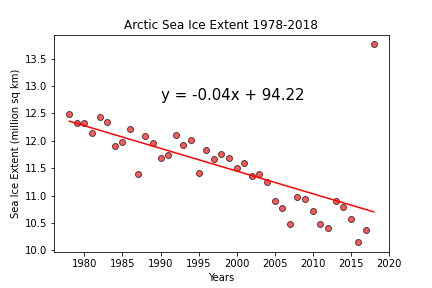 Arctic Sea Ice Extent 1978-2018
Sea Ice Extent (million sq km)
13.5
13.0
12.5
12.0
11.5
11.0
10.5
10.0
y = -0.04x + 94.22
1980 1985 1990 1995 2000 2005 2010 2015 2020
Years